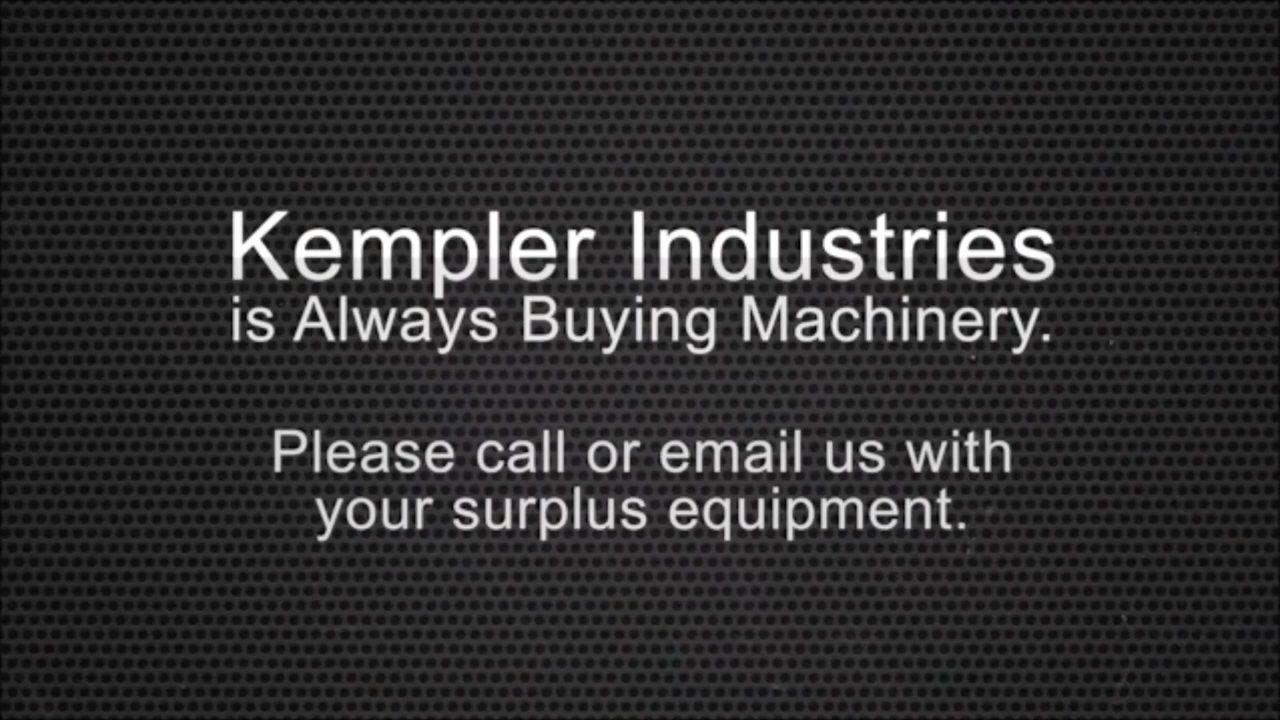 Kempler Industries
is Always Buying Machinery.
Please call or email us with
your surplus equipment.